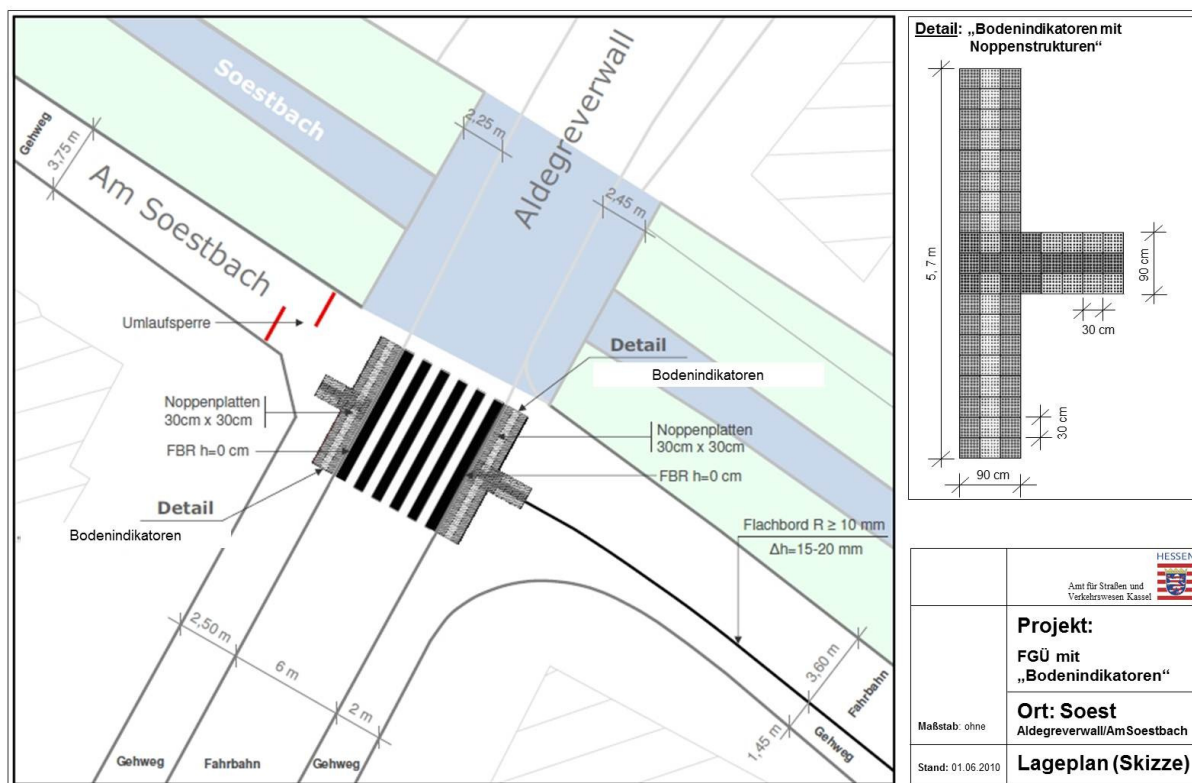 Soestbach
Aldegreverwall
2,25 m
2,45 m
Gehweg
3,75 m
Am Soestbach
Umlaufsperre
Detail
Bodenindikatoren
Noppenplatten
30cm x 30cm
FBR h=0 cm
Noppenplatten
30cm x 30cm
FBR h=0 cm
Detail
Bodenindikatoren
Flachbord R ≥ 10 mm
Δh=15-20 mm
2,50 m
6 m
2 m
3,60 m
1,45 m
Fahrbahn
Gehweg
Gehweg
Fahrbahn
Gehweg
Detail: „Bodenindikatoren mit
Noppenstrukturen“
5, 7 m
90 cm
30 cm
30 cm
90 cm
HESSEN
Amt für Straßen und
Verkehrswesen Kassel
Projekt:
FGÜ mit
„Bodenindikatoren“
Maßstab: ohne
Ort: Soest
Aldegreverwall/AmSoestbach
Stand: 01.06.2010
Lageplan (Skizze)